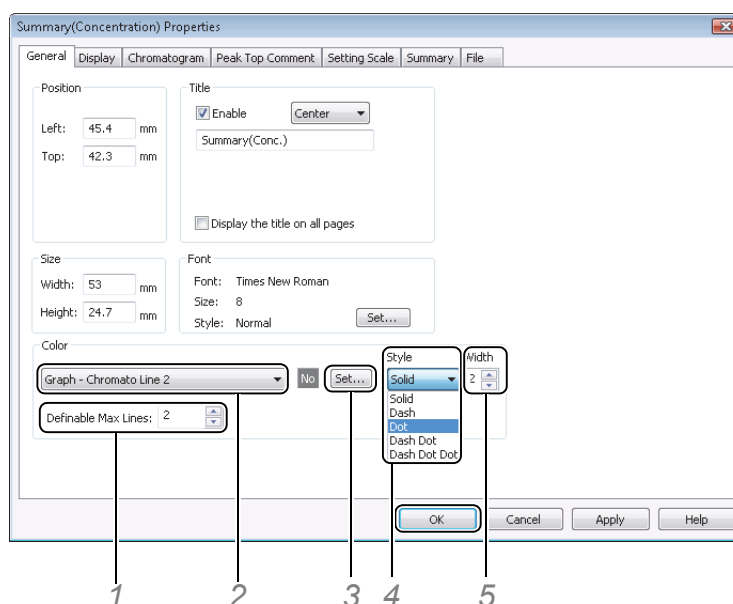 Summary(Concentration) Properties
General Display Chromatogram Peak Top Comment Setting Scale Summary File
Position
Left: 45.4 mm
Top: 42.3 mm
Title
Enable Center
Summary(Conc.)
Display the title on all pages
Size
Width: 53 mm
Height: 24.7 mm
Font
Font: Times New Roman
Size: 8
Style: Normal
Set...
Color
Style Width
Graph - Chromato Line 2 No Set... Solid 2
Definable Max Lines: 2
Solid
Dash
Dot
Dash Dot
Dash Dot Dot
OK Cancel Apply Help
1 2 3 4 5